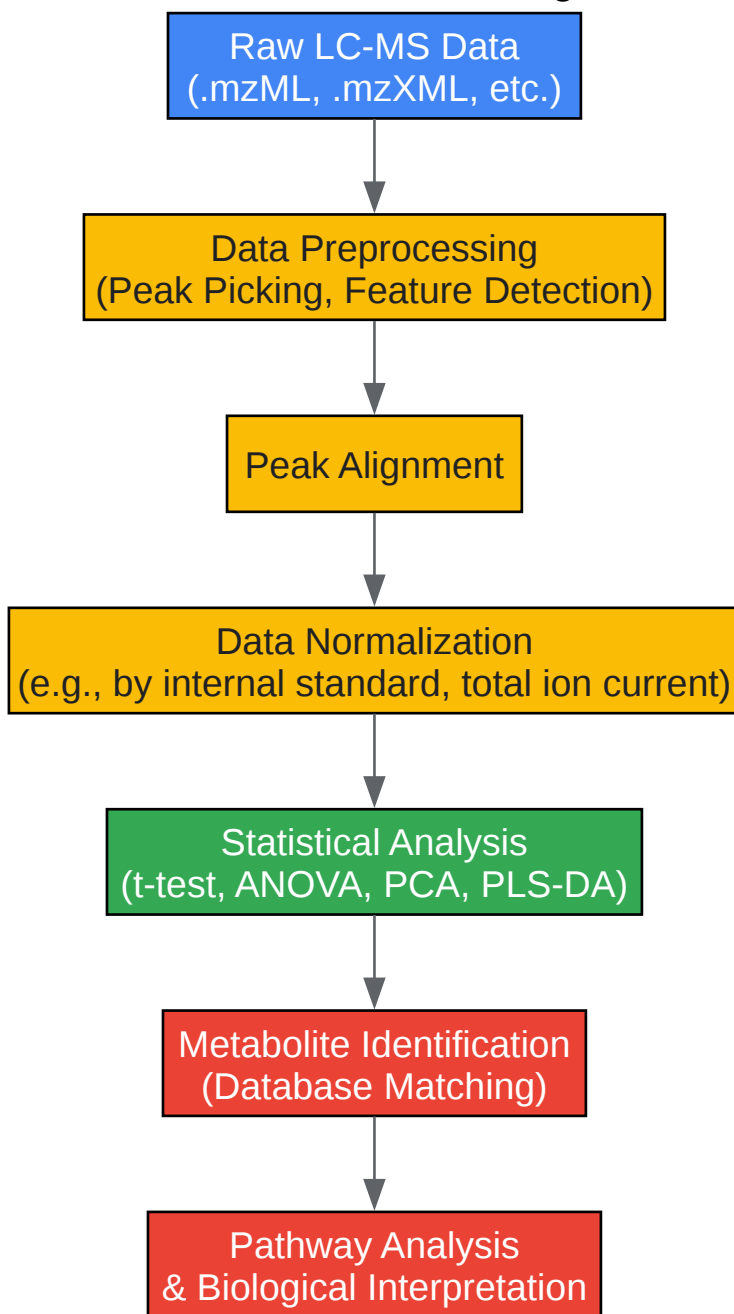 Raw LC-MS Data
(.mzML, .mzXML, etc.)
Data Preprocessing
(Peak Picking, Feature Detection)
Peak Alignment
Data Normalization
(e.g., by internal standard, total ion current)
Statistical Analysis
(t-test, ANOVA, PCA, PLS-DA)
Metabolite Identification
(Database Matching)
Pathway Analysis
& Biological Interpretation